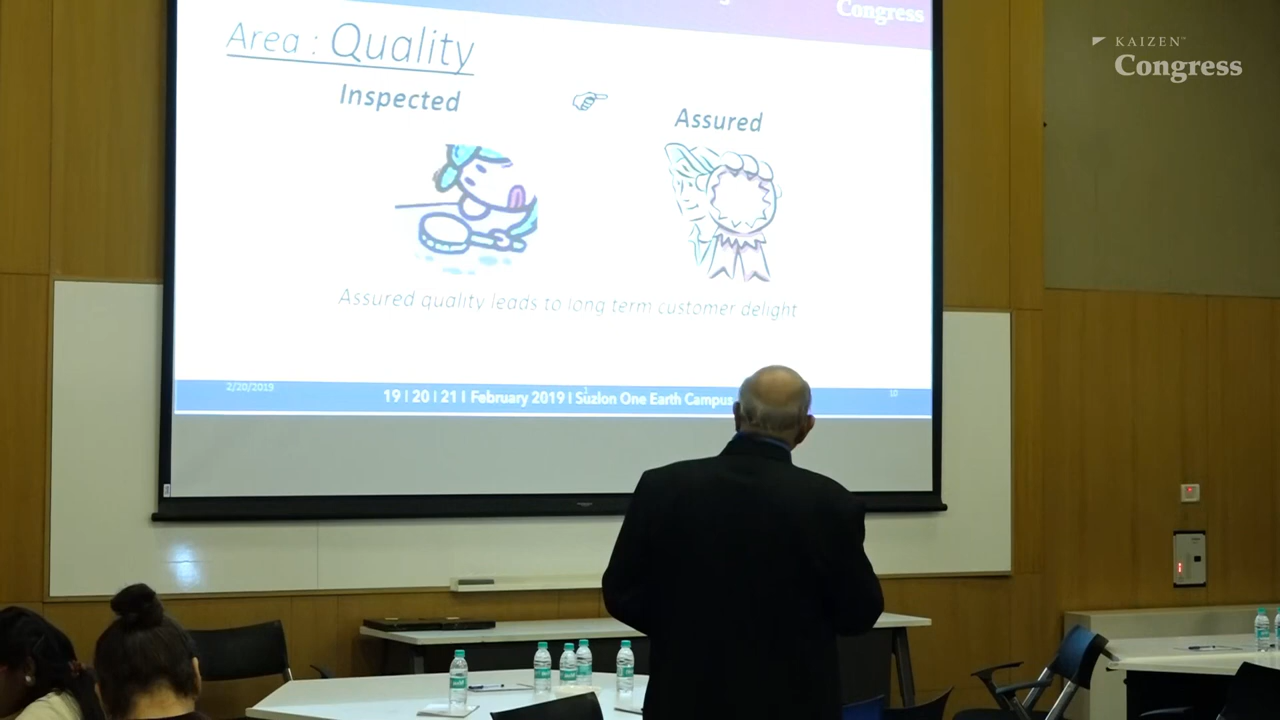 Congress
KAIZEN™
Congress
Area : Quality
Inspected
Assured
Assured quality leads to long term customer delight
2/20/2019
19 | 20 | 21 | February 2019 | Suzlon One Earth Campus
10